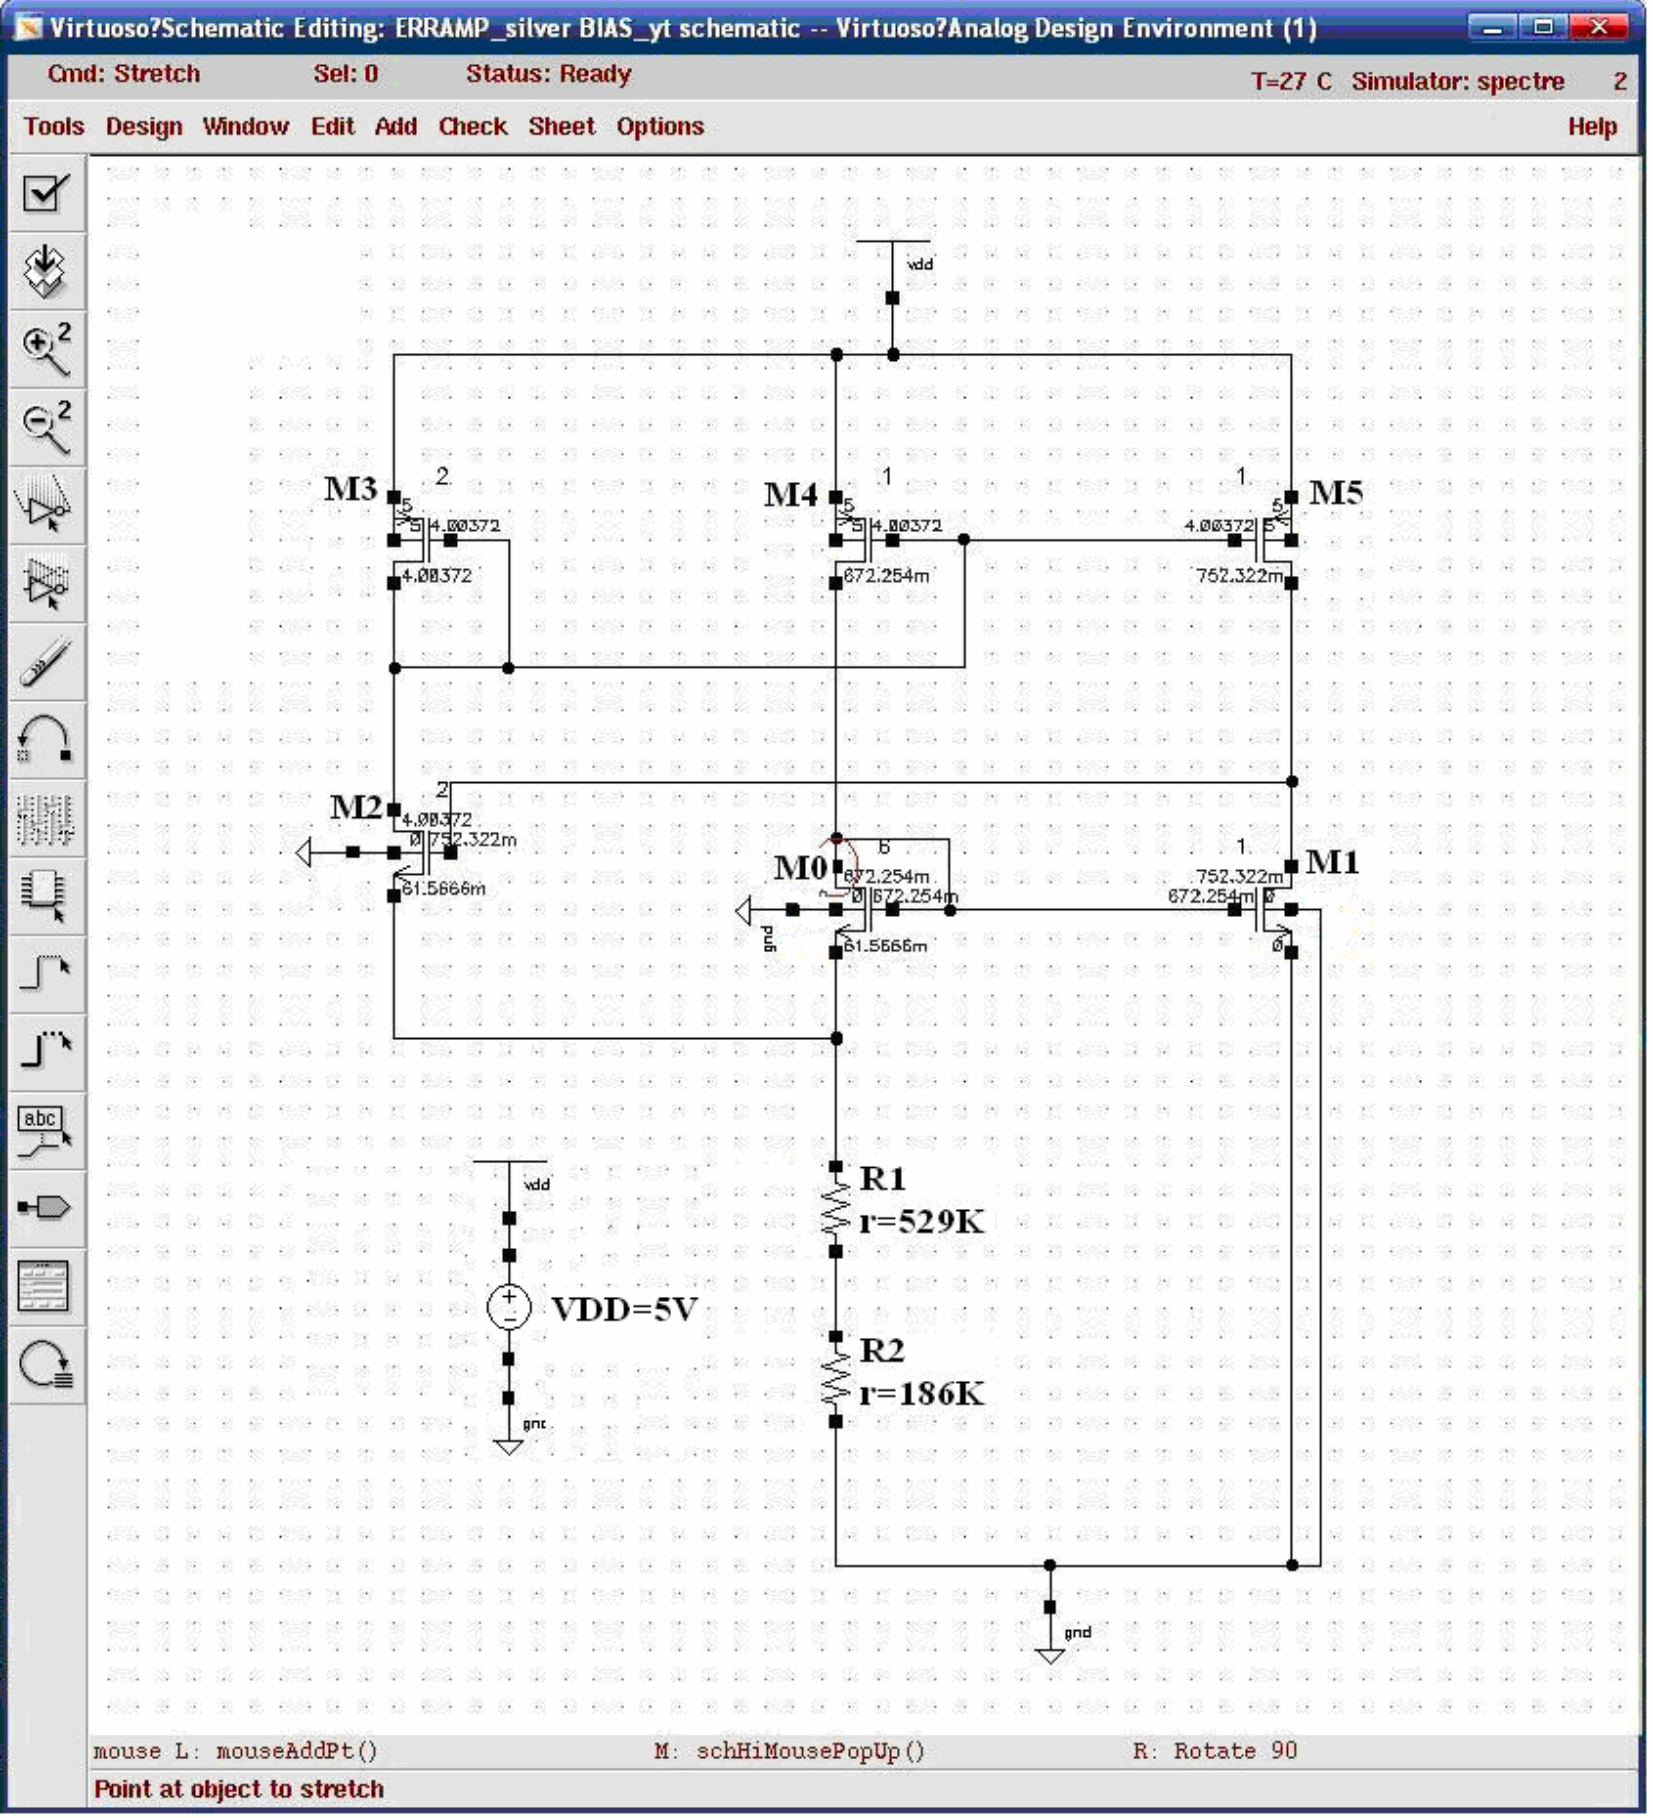 Virtuoso?Schematic Editing: ERRAMP_silver BIAS_yt schematic -- Virtuoso?Analog Design Environment (1)
Cmd: Stretch Sel: 0 Status: Ready T=27 C Simulator: spectre 2
Tools Design Window Edit Add Check Sheet Options Help
2
2
abc
vdd
M3
2
5
5
4.00372
4.00372
M4
1
5
5
4.00372
672.254m
1
M5
5
4.00372
5
752.322m
M2
2
4.00372
0
752.322m
61.5666m
M0
6
672.254m
0
672.254m
61.5666m
gnd
1
M1
752.322m
672.254m
0
0
R1
r=529K
vdd
VDD=5V
gnd
R2
r=186K
gnd
mouse L: mouseAddPt() M: schHiMousePopUp() R: Rotate 90
Point at object to stretch